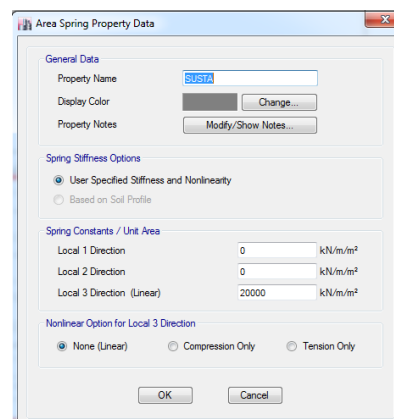 Area Spring Property Data
General Data
Property Name SUSTA
Display Color Change...
Property Notes Modify/Show Notes...
Spring Stiffness Options
User Specified Stiffness and Nonlinearity
Based on Soil Profile
Spring Constants / Unit Area
Local 1 Direction 0 kN/m/m²
Local 2 Direction 0 kN/m/m²
Local 3 Direction (Linear) 20000 kN/m/m²
Nonlinear Option for Local 3 Direction
None (Linear) Compression Only Tension Only
OK Cancel